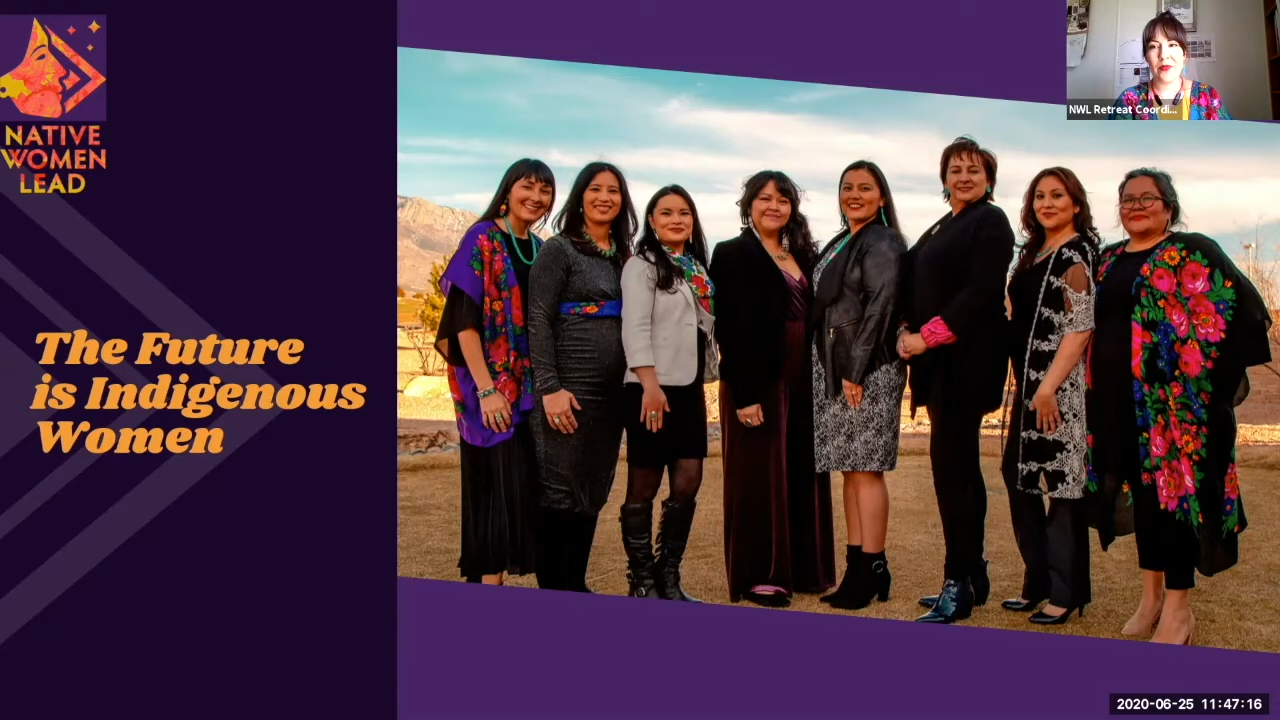 NATIVE
WOMEN
LEAD
The Future
is Indigenous
Women
NWL Retreat Coordi...
2020-06-25 11:47:16